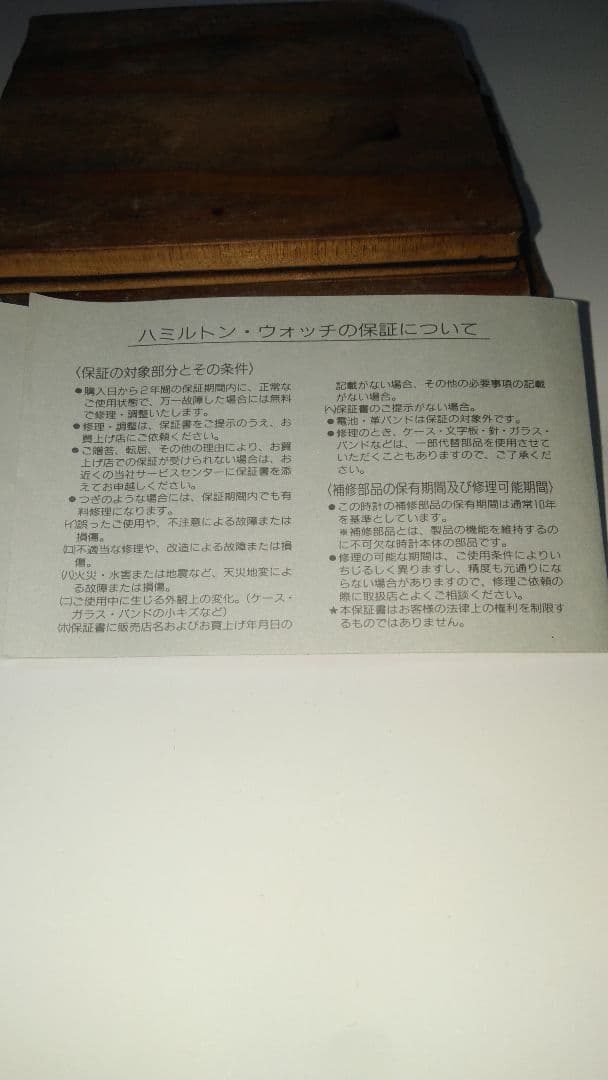 ハミルトン・ウォッチの保証について
〈保証の対象部分とその条件〉
●購入日から2年間の保証期間内に、正常な
ご使用状態で、万一故障した場合には無料
で修理・調整いたします。
●修理・調整は、保証書をご提示のうえ、お
買上げ店にご依頼ください。
●ご贈答、転居、その他の理由により、お買
上げ店での保証が受けられない場合は、お
近くの当社サービスセンターに保証書を添
えてお申越しください。
●つぎのような場合には、保証期間内でも有
料修理になります。
(イ)誤ったご使用や、不注意による故障または
損傷。
(ロ)不適当な修理や、改造による故障または損
傷。
(ハ)火災・水害または地震など、天災地変によ
る故障または損傷。
(ニ)ご使用中に生じる外観上の変化。(ケース・
ガラス・バンドの小キズなど)
(ホ)保証書に販売店名およびお買上げ年月日の
記載がない場合、その他の必要事項の記載
がない場合。
(ヘ)保証書のご提示がない場合。
●電池・革バンドは保証の対象外です。
●修理のとき、ケース・文字板・針・ガラス・
バンドなどは、一部代替部品を使用させて
いただくこともありますので、ご了承くだ
さい。
〈補修部品の保有期間及び修理可能期間〉
●この時計の補修部品の保有期間は通常10年
を基準としています。
※補修部品とは、製品の機能を維持するの
に不可欠な時計本体の部品です。
●修理の可能な期間は、ご使用条件によりい
ちじるしく異りますし、精度も元通りにな
らない場合がありますので、修理ご依頼の
際に取扱店とよくご相談ください。
★本保証書はお客様の法律上の権利を制限す
るものではありません。